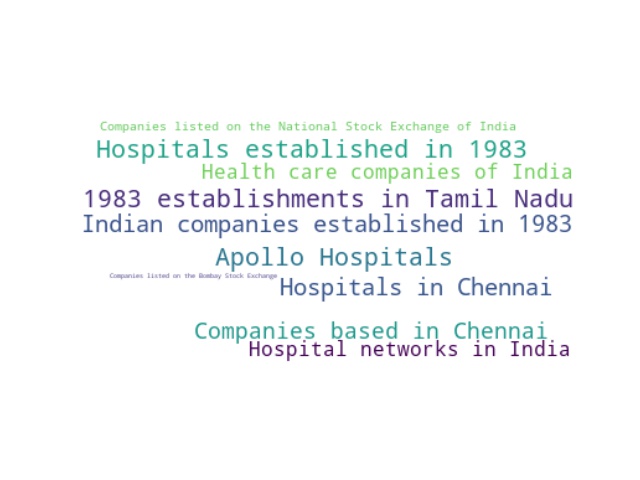 Companies listed on the National Stock Exchange of India
Hospitals established in 1983
Health care companies of India
1983 establishments in Tamil Nadu
Indian companies established in 1983
Apollo Hospitals
Companies listed on the Bombay Stock Exchange
Hospitals in Chennai
Companies based in Chennai
Hospital networks in India